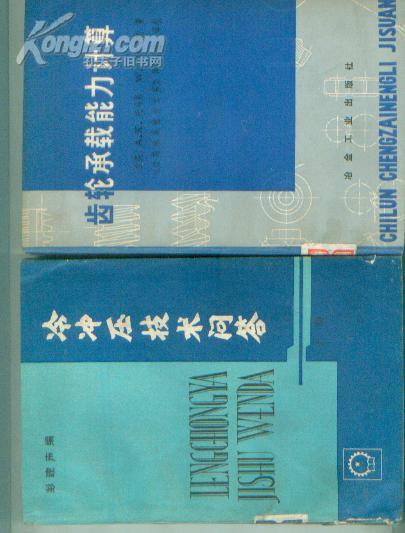 Kongfz.com
孔夫子旧书网
齿轮承载能力计算
冶金工业出版社
CHILUN CHENGZAINENGLI JISUAN
冷冲压技术问答
LENGCHONGYA
JISHU WENDA
彭建声编